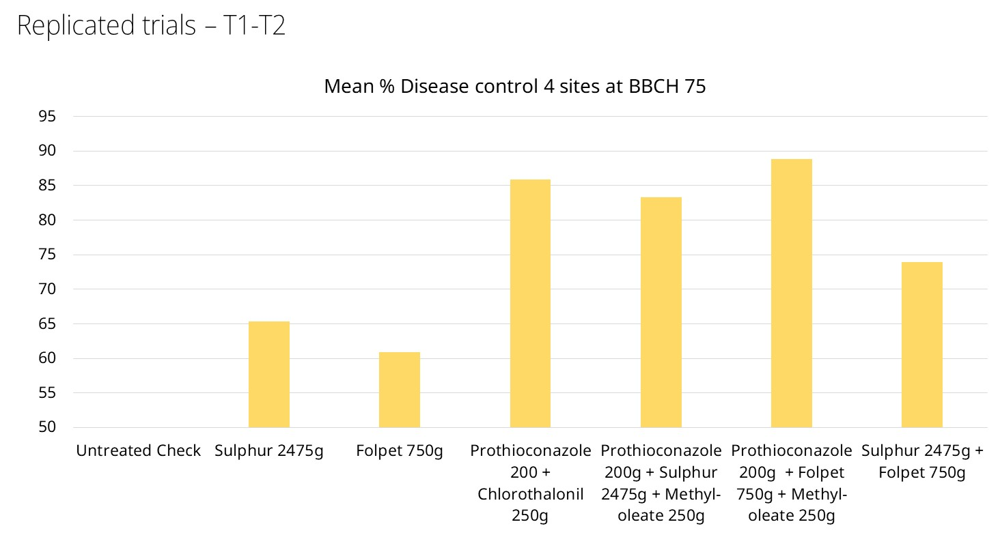 Replicated trials – T1-T2
Mean % Disease control 4 sites at BBCH 75
95
90
85
80
75
70
65
60
55
50
Untreated Check
Sulphur 2475g
Folpet 750g
Prothioconazole
200 +
Chlorothalonil
250g
Prothioconazole
200g + Sulphur
2475g + Methyl-
oleate 250g
Prothioconazole
200g  + Folpet
750g + Methyl-
oleate 250g
Sulphur 2475g +
Folpet 750g